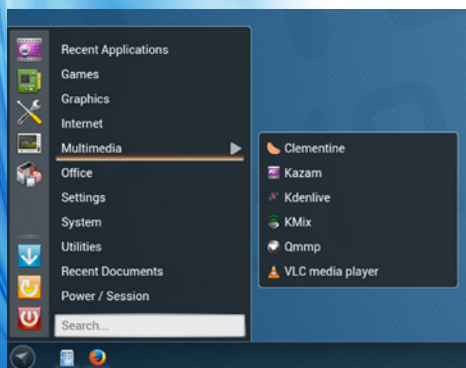 Recent Applications
Games
Graphics
Internet
Multimedia
Office
Settings
System
Utilities
Recent Documents
Power / Session
Search...
Clementine
Kazam
Kdenlive
KMix
Qmmp
VLC media player